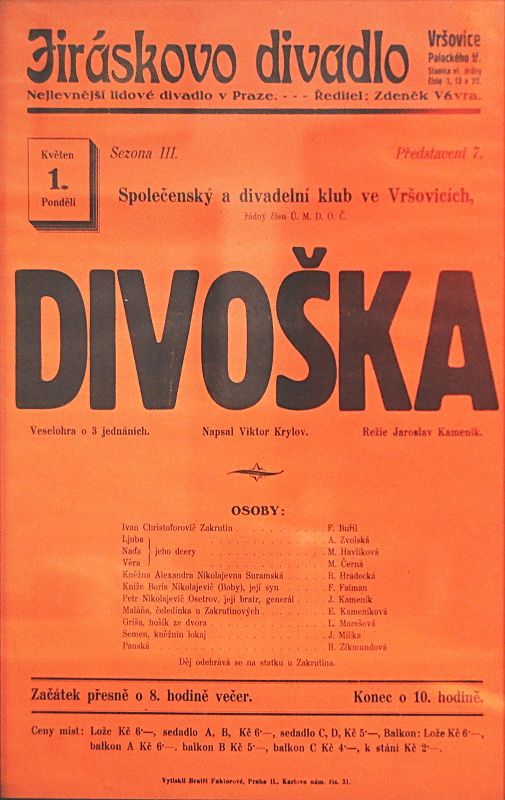 Jiráskovo divadlo
Vršovice
Palackého tř.
Stanice el. dráhy
číslo 1, 13 a 22.
Nejlevnější lidové divadlo v Praze. - - - Ředitel: Zdeněk Vávra.
Květen
1.
Pondělí
Sezona III.
Představení 7.
Společenský a divadelní klub ve Vršovicích,
řádný člen Ú. M. D. O. Č.
DIVOŠKA
Veselohra o 3 jednáních. Napsal Viktor Krylov. Režie Jaroslav Kameník.
OSOBY:
Ivan Christoforovič Zakrutin . . . . . . . . F. Buřil
Ljuba . . . . . . . . A. Zvolská
Naďa } jeho dcery . . . . . . . . M. Havlíková
Věra . . . . . . . . M. Černá
Kněžna Alexandra Nikolajevna Suramská . . . . R. Hradecká
Kníže Boris Nikolajevič (Boby), její syn . . . . F. Faiman
Petr Nikolajevič Osetrov, její bratr, generál . . J. Kameník
Maláňa, čeledínka u Zakrutinových . . . . . . E. Kameníková
Griša, hošík ze dvora . . . . . . . . L. Marešová
Semen, kněžnin lokaj . . . . . . . . J. Mička
Panská . . . . . . . . R. Zikmundová
Děj odehrává se na statku u Zakrutina.
Začátek přesně o 8. hodině večer. Konec o 10. hodině.
Ceny míst: Lože Kč 6·—, sedadlo A, B, Kč 6·—, sedadlo C, D, Kč 5·—, Balkon: Lože Kč 6·—,
balkon A Kč 6·—. balkon B Kč 5·—, balkon C Kč 4·—, k stání Kč 2·—.
Vytiskli Bratří Faktorové, Praha II., Karlovo nám. čís. 31.